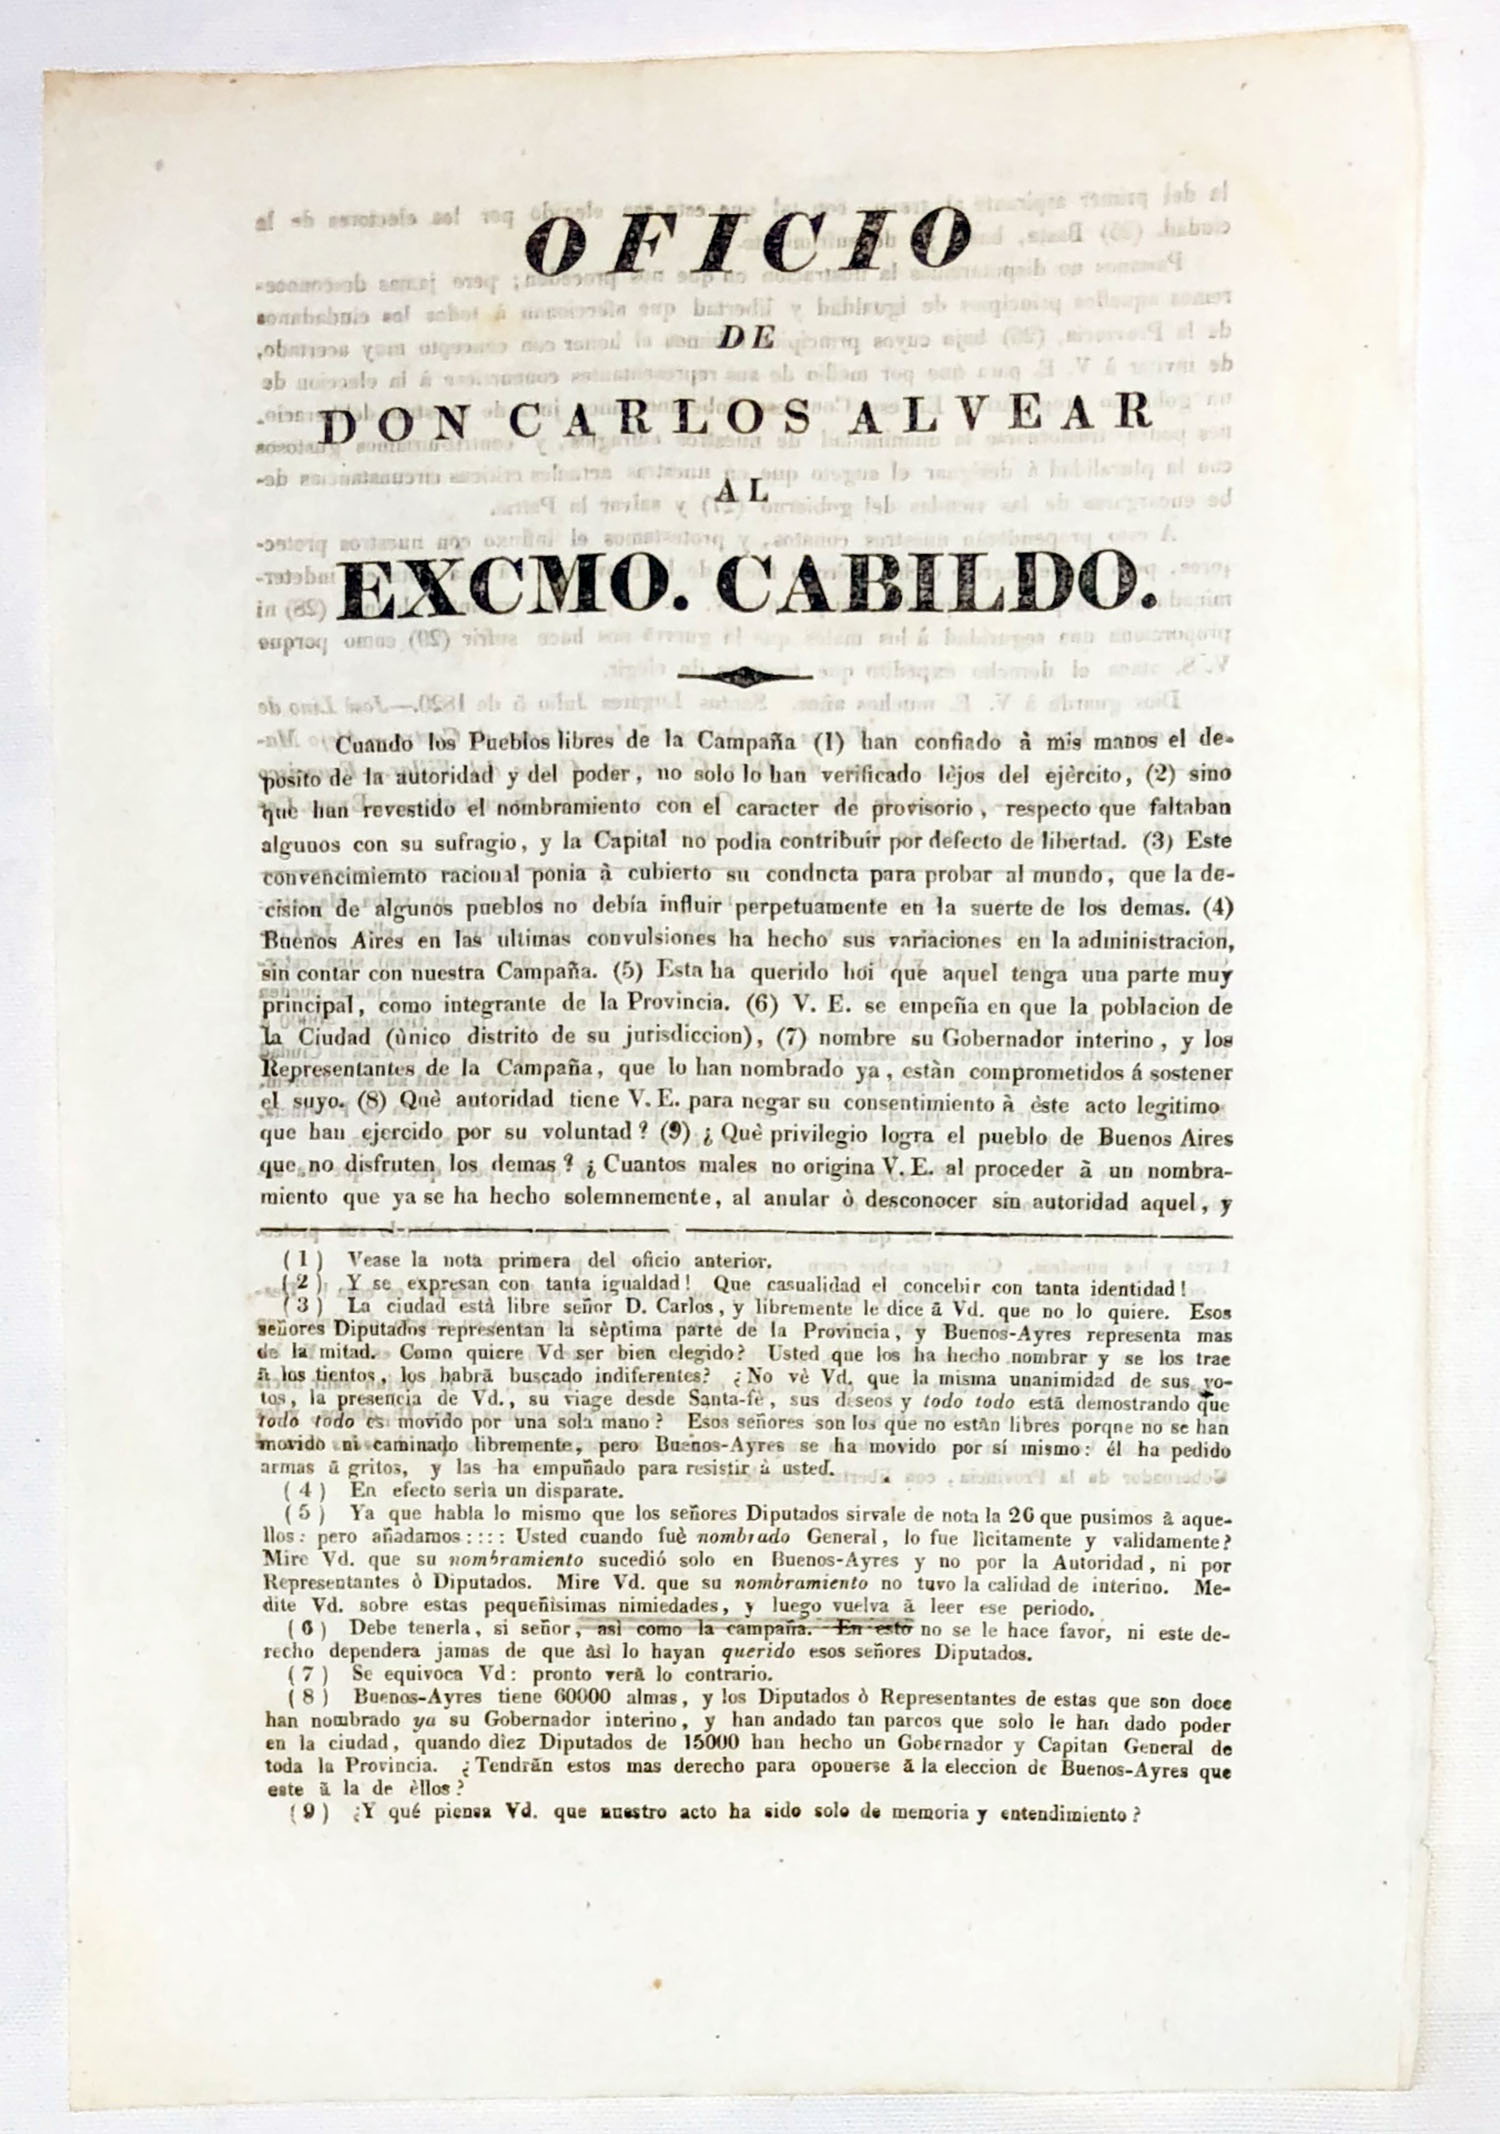 OFICIO
DE
DON CARLOS ALVEAR
AL
EXCMO. CABILDO.
Cuando los Pueblos libres de la Campaña (1) han confiado à mis manos el de-
posito de la autoridad y del poder, no solo lo han verificado lèjos del ejèrcito, (2) sino
que han revestido el nombramiento con el caracter de provisorio, respecto que faltaban
algunos con su sufragio, y la Capital no podia contribuir por defecto de libertad. (3) Este
convencimiemto racional ponia à cubierto su condncta para probar al mundo, que la de-
cision de algunos pueblos no debía influir perpetuamente en la suerte de los demas. (4)
Buenos Aires en las ultimas convulsiones ha hecho sus variaciones en la administracion,
sin contar con nuestra Campaña. (5) Esta ha querido hoi que aquel tenga una parte muy
principal, como integrante de la Provincia. (6) V. E. se empeña en que la poblacion de
la Ciudad (ùnico distrito de su jurisdiccion), (7) nombre su Gobernador interino, y los
Representantes de la Campaña, que lo han nombrado ya, estàn comprometidos á sostener
el suyo. (8) Què autoridad tiene V. E. para negar su consentimiento à èste acto legitimo
que han ejercido por su voluntad? (9) ¿Què privilegio logra el pueblo de Buenos Aires
que no disfruten los demas? ¿Cuantos males no origina V. E. al proceder à un nombra-
miento que ya se ha hecho solemnemente, al anular ò desconocer sin autoridad aquel, y
(1) Vease la nota primera del oficio anterior.
(2) Y se expresan con tanta igualdad! Que casualidad el concebir con tanta identidad!
(3) La ciudad està libre señor D. Carlos, y libremente le dice ã Vd. que no lo quiere. Esos
señores Diputados representan la sèptima parte de la Provincia, y Buenos-Ayres representa mas
de la mitad. Como quiere Vd ser bien elegido? Usted que los ha hecho nombrar y se los trae
ã los tientos, los habrã buscado indiferentes? ¿No vè Vd. que la misma unanimidad de sus vo-
tos, la presencia de Vd., su viage desde Santa-fè, sus deseos y todo todo está demostrando que
todo todo es movido por una sola mano? Esos señores son los que no estãn libres porqne no se han
movido ni caminado libremente, pero Buenos-Ayres se ha movido por sí mismo: él ha pedido
armas ã gritos, y las ha empuñado para resistir à usted.
(4) En efecto serìa un disparate.
(5) Ya que habla lo mismo que los señores Diputados sirvale de nota la 26 que pusimos à aque-
llos: pero añadamos:::: Usted cuando fuè nombrado General, lo fue licitamente y validamente?
Mire Vd. que su nombramiento sucedió solo en Buenos-Ayres y no por la Autoridad, ni por
Representantes ò Diputados. Mire Vd. que su nombramiento no tuvo la calidad de interino. Me-
dite Vd. sobre estas pequeñisimas nimiedades, y luego vuelva ã leer ese periodo.
(6) Debe tenerla, si señor, asì como la campaña. En esto no se le hace favor, ni este de-
recho dependera jamas de que àsi lo hayan querido esos señores Diputados.
(7) Se equivoca Vd: pronto verã lo contrario.
(8) Buenos-Ayres tiene 60000 almas, y los Diputados ò Representantes de estas que son doce
han nombrado ya su Gobernador interino, y han andado tan parcos que solo le han dado poder
en la ciudad, quando diez Diputados de 15000 han hecho un Gobernador y Capitan General de
toda la Provincia. ¿Tendrãn estos mas derecho para oponerse ã la eleccion de Buenos-Ayres que
este ã la de èllos?
(9) ¿Y qué piensa Vd. que nuestro acto ha sido solo de memoria y entendimiento?